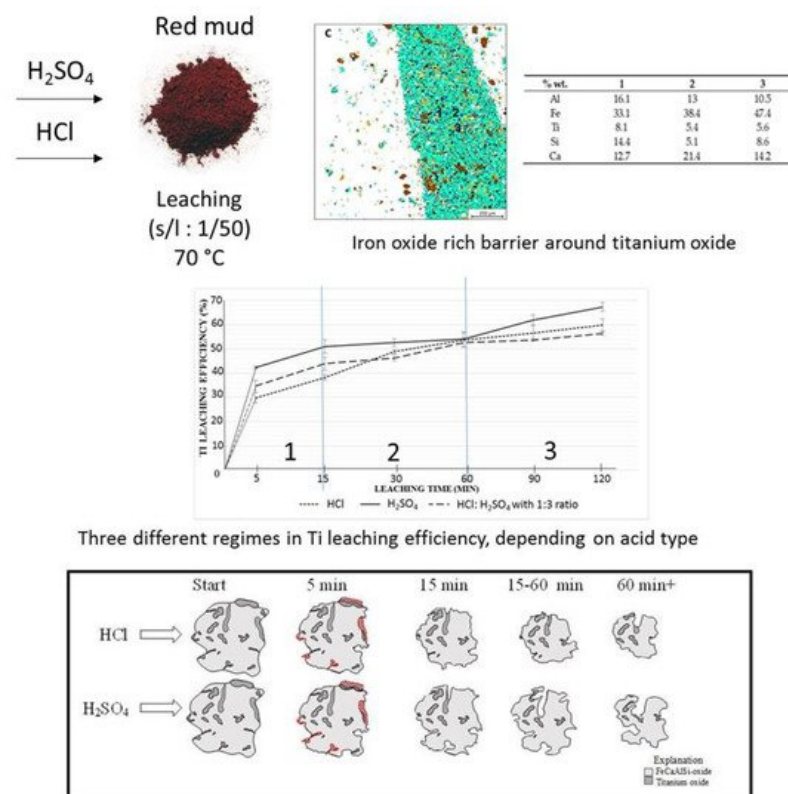 Red mud
H₂SO₄
HCl
Leaching
(s/l : 1/50)
70 °C
c
1 2
3
% wt. 1 2 3
Al 16.1 13 10.5
Fe 33.1 38.4 47.4
Ti 8.1 5.4 5.6
Si 14.4 5.1 8.6
Ca 12.7 21.4 14.2
Iron oxide rich barrier around titanium oxide
TI LEACHING EFFICIENCY (%)
70
60
50
40
30
20
10
0
1 2 3
5 15 30 60 90 120
LEACHING TIME (MIN)
HCl H₂SO₄ HCl: H₂SO₄ with 1:3 ratio
Three different regimes in Ti leaching efficiency, depending on acid type
Start 5 min 15 min 15-60 min 60 min+
HCl
H₂SO₄
Explanation
FeCaAlSi-oxide
Titanium oxide